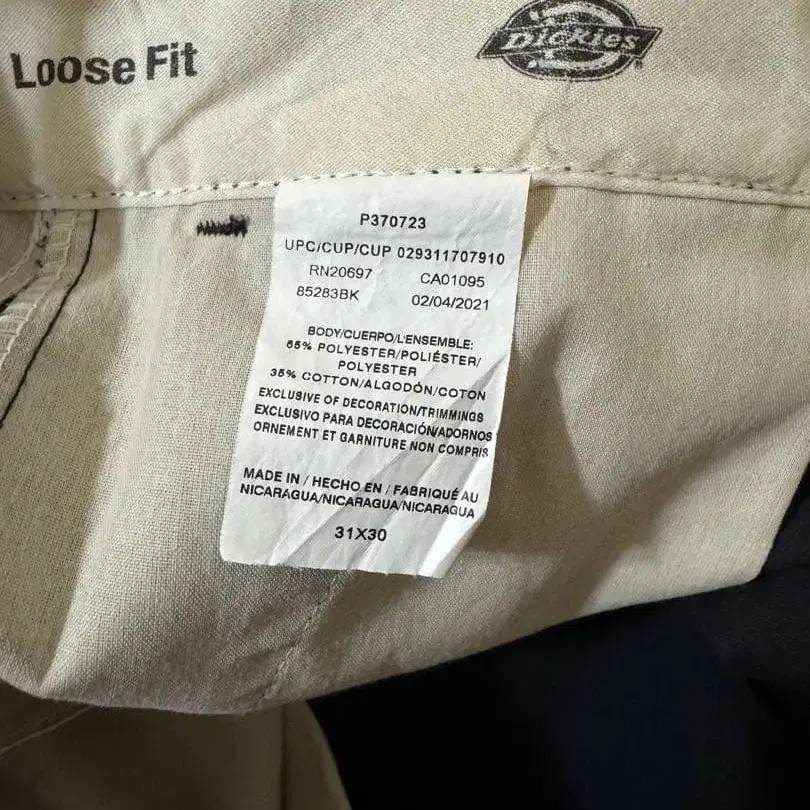 Loose Fit
DICKIES
P370723
UPC/CUP/CUP 029311707910
RN20697 CA01095
85283BK 02/04/2021
BODY/CUERPO/L'ENSEMBLE:
65% POLYESTER/POLIÉSTER/
POLYESTER
35% COTTON/ALGODÓN/COTON
EXCLUSIVE OF DECORATION/TRIMMINGS
EXCLUSIVO PARA DECORACIÓN/ADORNOS
ORNEMENT ET GARNITURE NON COMPRIS
MADE IN / HECHO EN / FABRIQUÉ AU
NICARAGUA/NICARAGUA/NICARAGUA
31X30